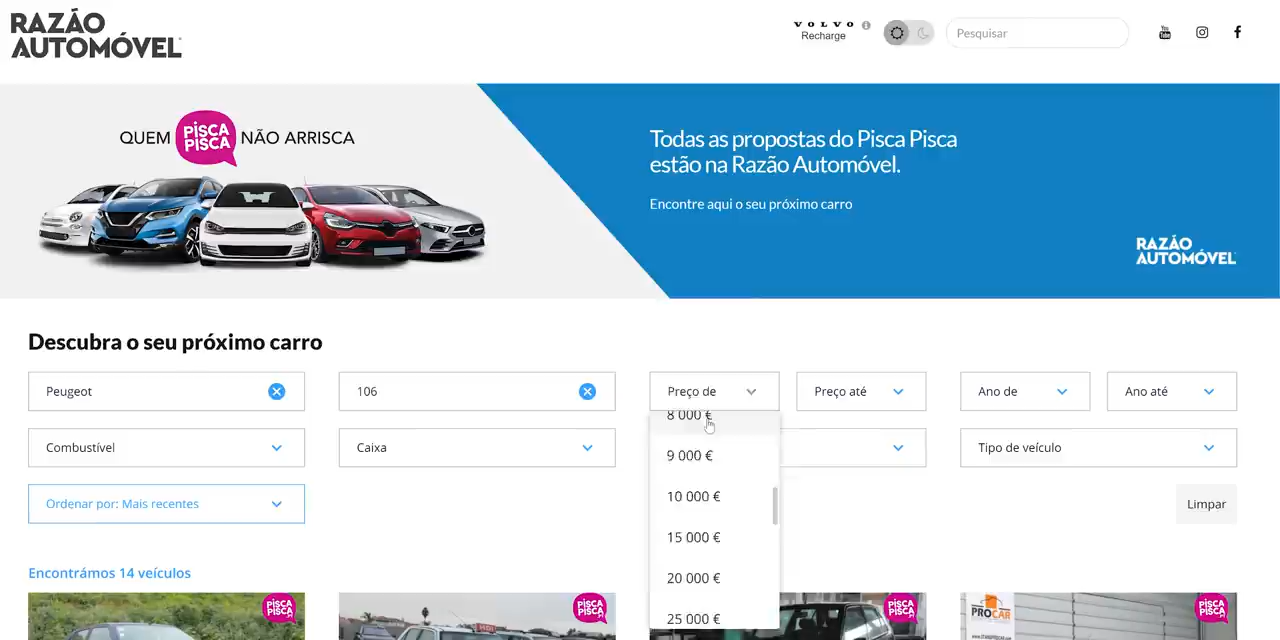 RAZÃO
AUTOMÓVEL
VOLVO
Recharge
Pesquisar
QUEM PISCA PISCA NÃO ARRISCA
Todas as propostas do Pisca Pisca
estão na Razão Automóvel.
Encontre aqui o seu próximo carro
RAZÃO
AUTOMÓVEL
Descubra o seu próximo carro
Peugeot
106
Preço de
Preço até
Ano de
Ano até
8 000 €
Combustível
Caixa
Tipo de veículo
9 000 €
10 000 €
Ordenar por: Mais recentes
Limpar
15 000 €
20 000 €
25 000 €
Encontrámos 14 veículos
PISCA
PISCA
PISCA
PISCA
PISCA
PISCA
PROCAR
PISCA
PISCA